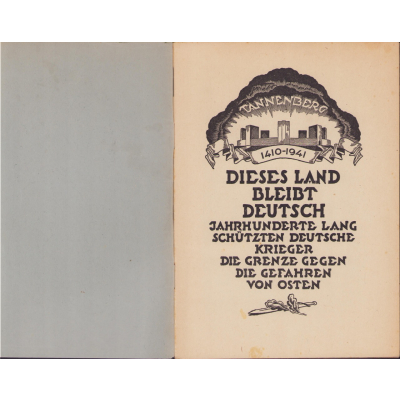 TANNENBERG
1410-1941
DIESES LAND
BLEIBT
DEUTSCH
JAHRHUNDERTE LANG
SCHÜTZTEN DEUTSCHE
KRIEGER
DIE GRENZE GEGEN
DIE GEFAHREN
VON OSTEN